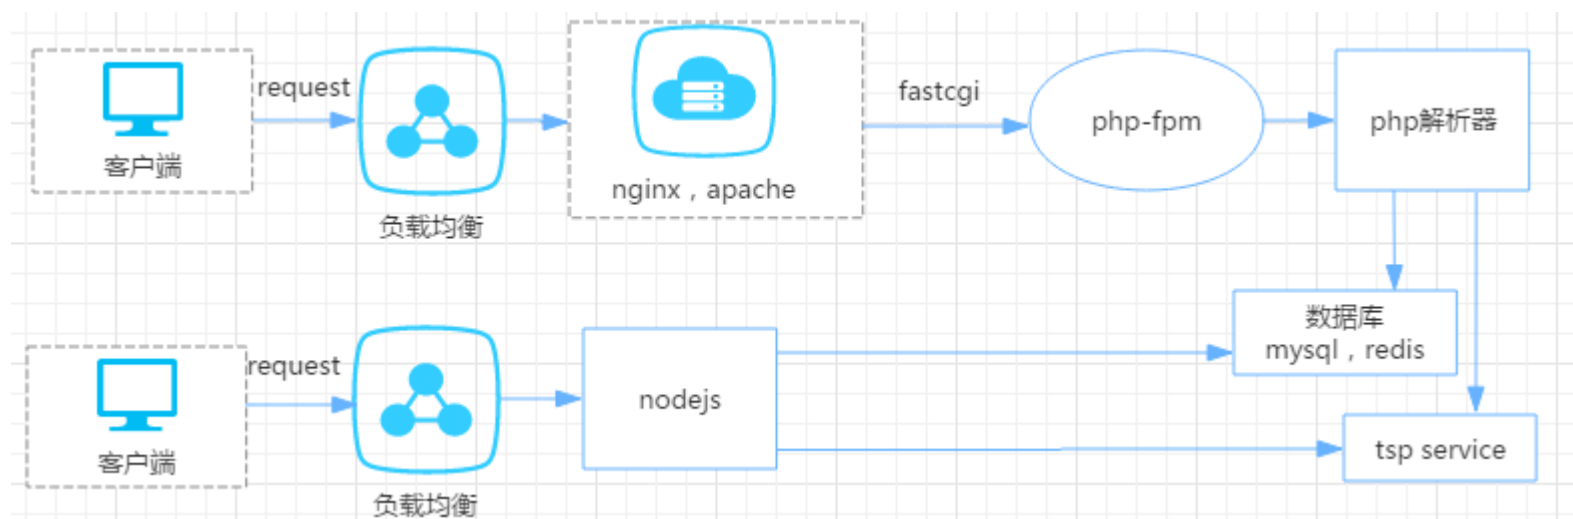 客户端
request
负载均衡
nginx，apache
fastcgi
php-fpm
php解析器
数据库
mysql，redis
客户端
request
负载均衡
nodejs
tsp service